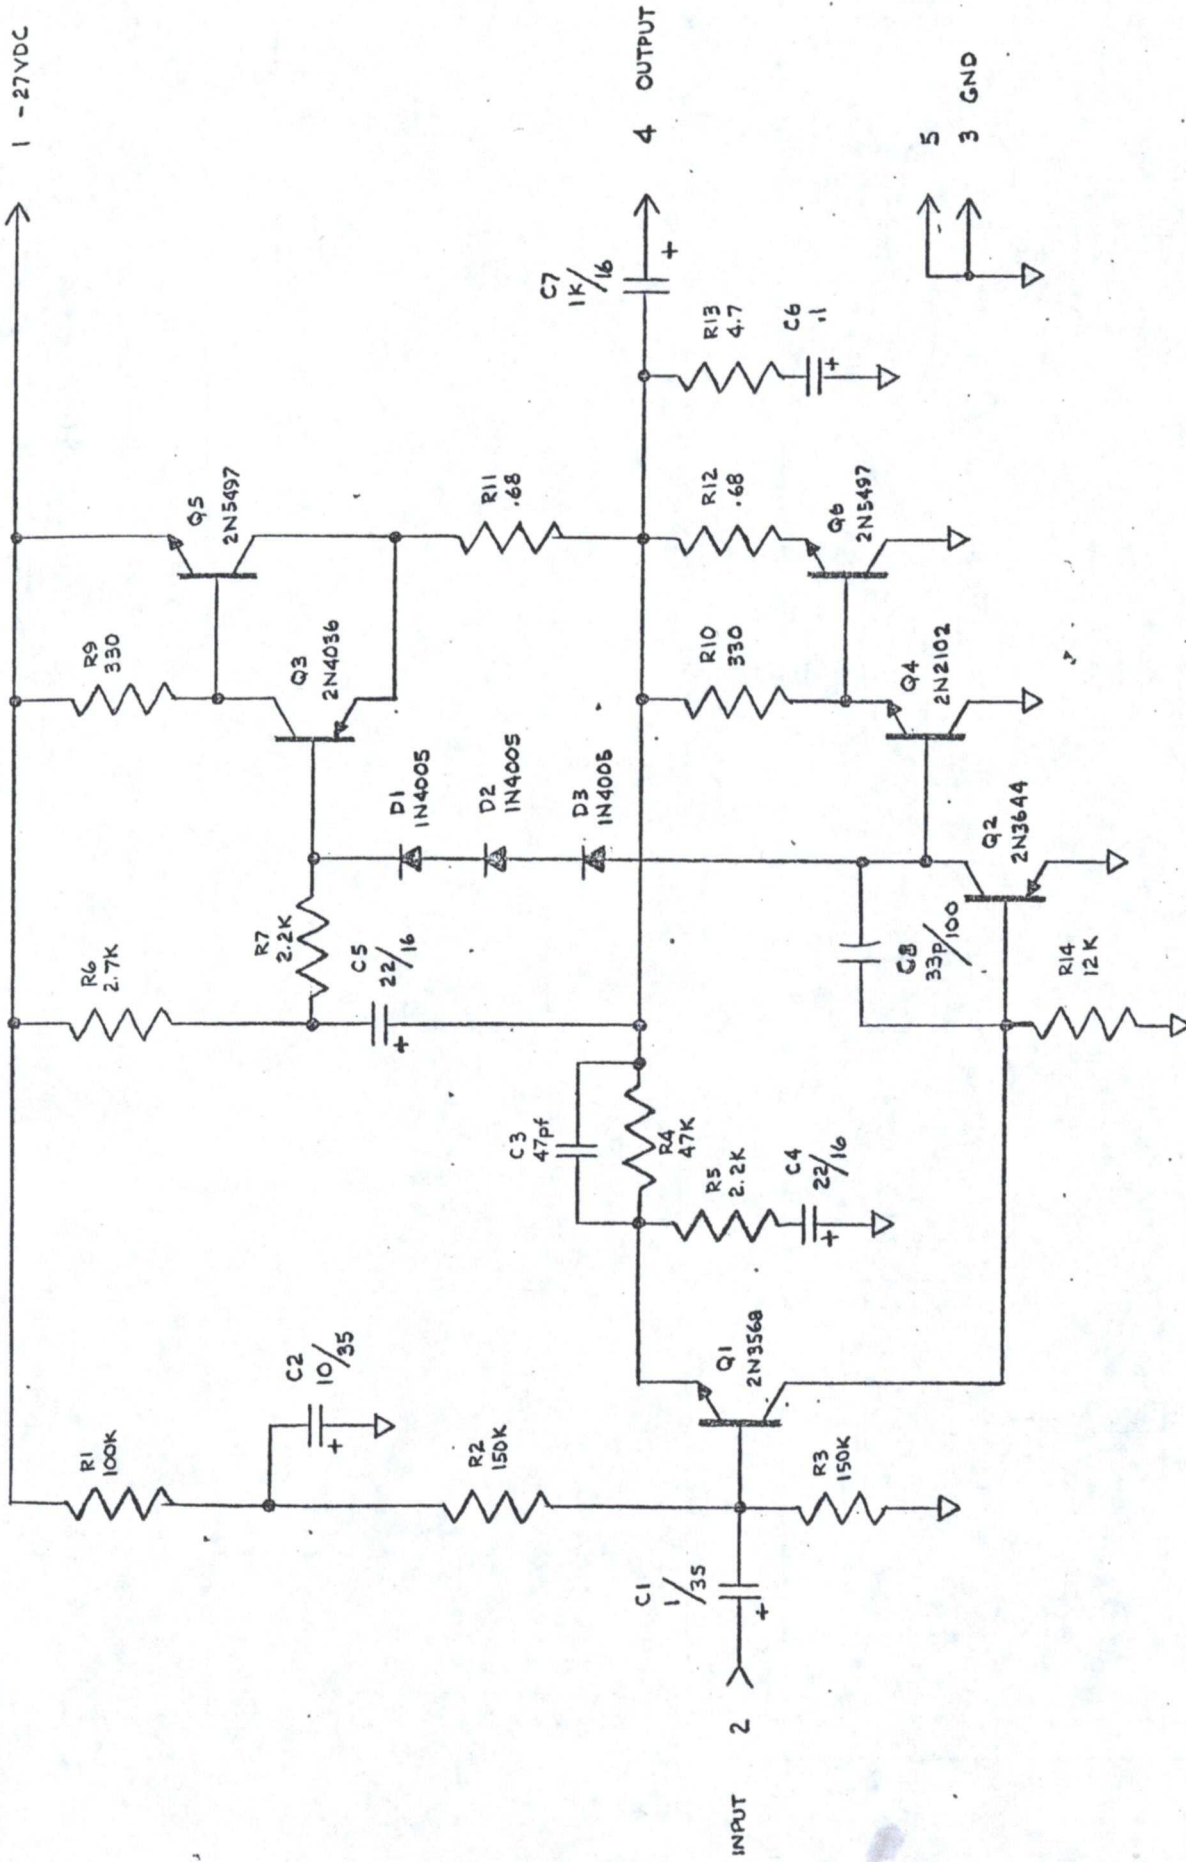 1 -27VDC
R1
100K
C2
10/35
R2
150K
R3
150K
C1
1/35
+
+
INPUT
2
Q1
2N3568
C3
47pf
R4
47K
R5
2.2K
C4
22/16
+
R6
2.7K
R7
2.2K
C5
22/16
+
D1
1N4005
D2
1N4005
D3
1N4005
C8
33p/100
R14
12K
Q2
2N3644
R9
330
Q3
2N4036
Q5
2N5497
R11
.68
R10
330
Q4
2N2102
R12
.68
Q6
2N5497
R13
4.7
C6
.1
+
C7
1K/16
+
4 OUTPUT
5
3 GND